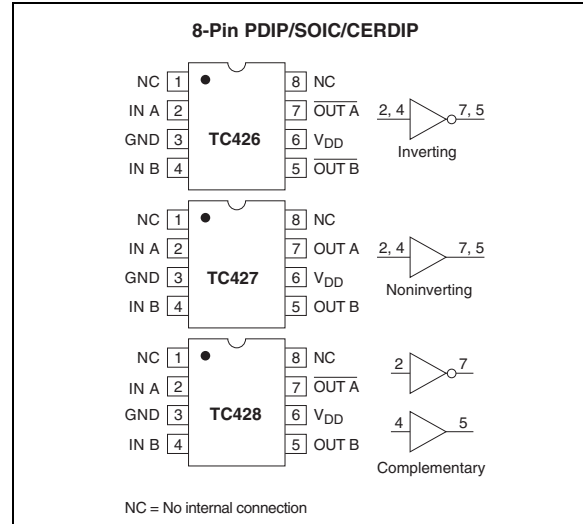 8-Pin PDIP/SOIC/CERDIP
NC 1 8 NC
IN A 2 7 OUT A
GND 3 TC426 6 VDD
IN B 4 5 OUT B
2, 4 7, 5
Inverting
NC 1 8 NC
IN A 2 7 OUT A
GND 3 TC427 6 VDD
IN B 4 5 OUT B
2, 4 7, 5
Noninverting
NC 1 8 NC
IN A 2 7 OUT A
GND 3 TC428 6 VDD
IN B 4 5 OUT B
2 7
4 5
Complementary
NC = No internal connection